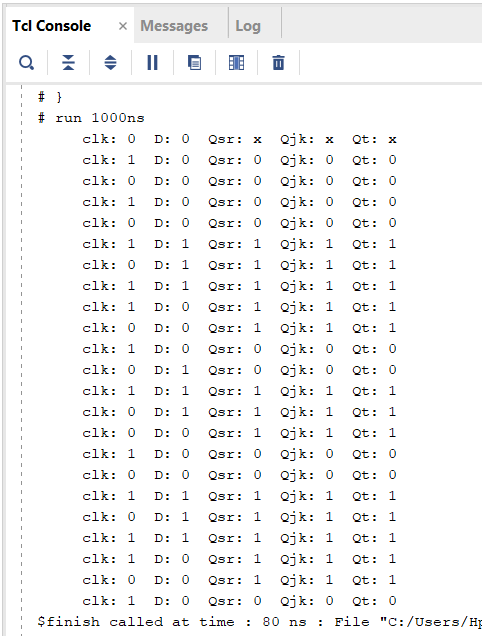 Tcl Console × Messages Log
# }
# run 1000ns
clk: 0 D: 0 Qsr: x Qjk: x Qt: x
clk: 1 D: 0 Qsr: 0 Qjk: 0 Qt: 0
clk: 0 D: 0 Qsr: 0 Qjk: 0 Qt: 0
clk: 1 D: 0 Qsr: 0 Qjk: 0 Qt: 0
clk: 0 D: 0 Qsr: 0 Qjk: 0 Qt: 0
clk: 1 D: 1 Qsr: 1 Qjk: 1 Qt: 1
clk: 0 D: 1 Qsr: 1 Qjk: 1 Qt: 1
clk: 1 D: 1 Qsr: 1 Qjk: 1 Qt: 1
clk: 1 D: 0 Qsr: 1 Qjk: 1 Qt: 1
clk: 0 D: 0 Qsr: 1 Qjk: 1 Qt: 1
clk: 1 D: 0 Qsr: 0 Qjk: 0 Qt: 0
clk: 0 D: 1 Qsr: 0 Qjk: 0 Qt: 0
clk: 1 D: 1 Qsr: 1 Qjk: 1 Qt: 1
clk: 0 D: 1 Qsr: 1 Qjk: 1 Qt: 1
clk: 0 D: 0 Qsr: 1 Qjk: 1 Qt: 1
clk: 1 D: 0 Qsr: 0 Qjk: 0 Qt: 0
clk: 0 D: 0 Qsr: 0 Qjk: 0 Qt: 0
clk: 1 D: 1 Qsr: 1 Qjk: 1 Qt: 1
clk: 0 D: 1 Qsr: 1 Qjk: 1 Qt: 1
clk: 1 D: 1 Qsr: 1 Qjk: 1 Qt: 1
clk: 1 D: 0 Qsr: 1 Qjk: 1 Qt: 1
clk: 0 D: 0 Qsr: 1 Qjk: 1 Qt: 1
clk: 1 D: 0 Qsr: 0 Qjk: 0 Qt: 0
$finish called at time : 80 ns : File "C:/Users/Hp